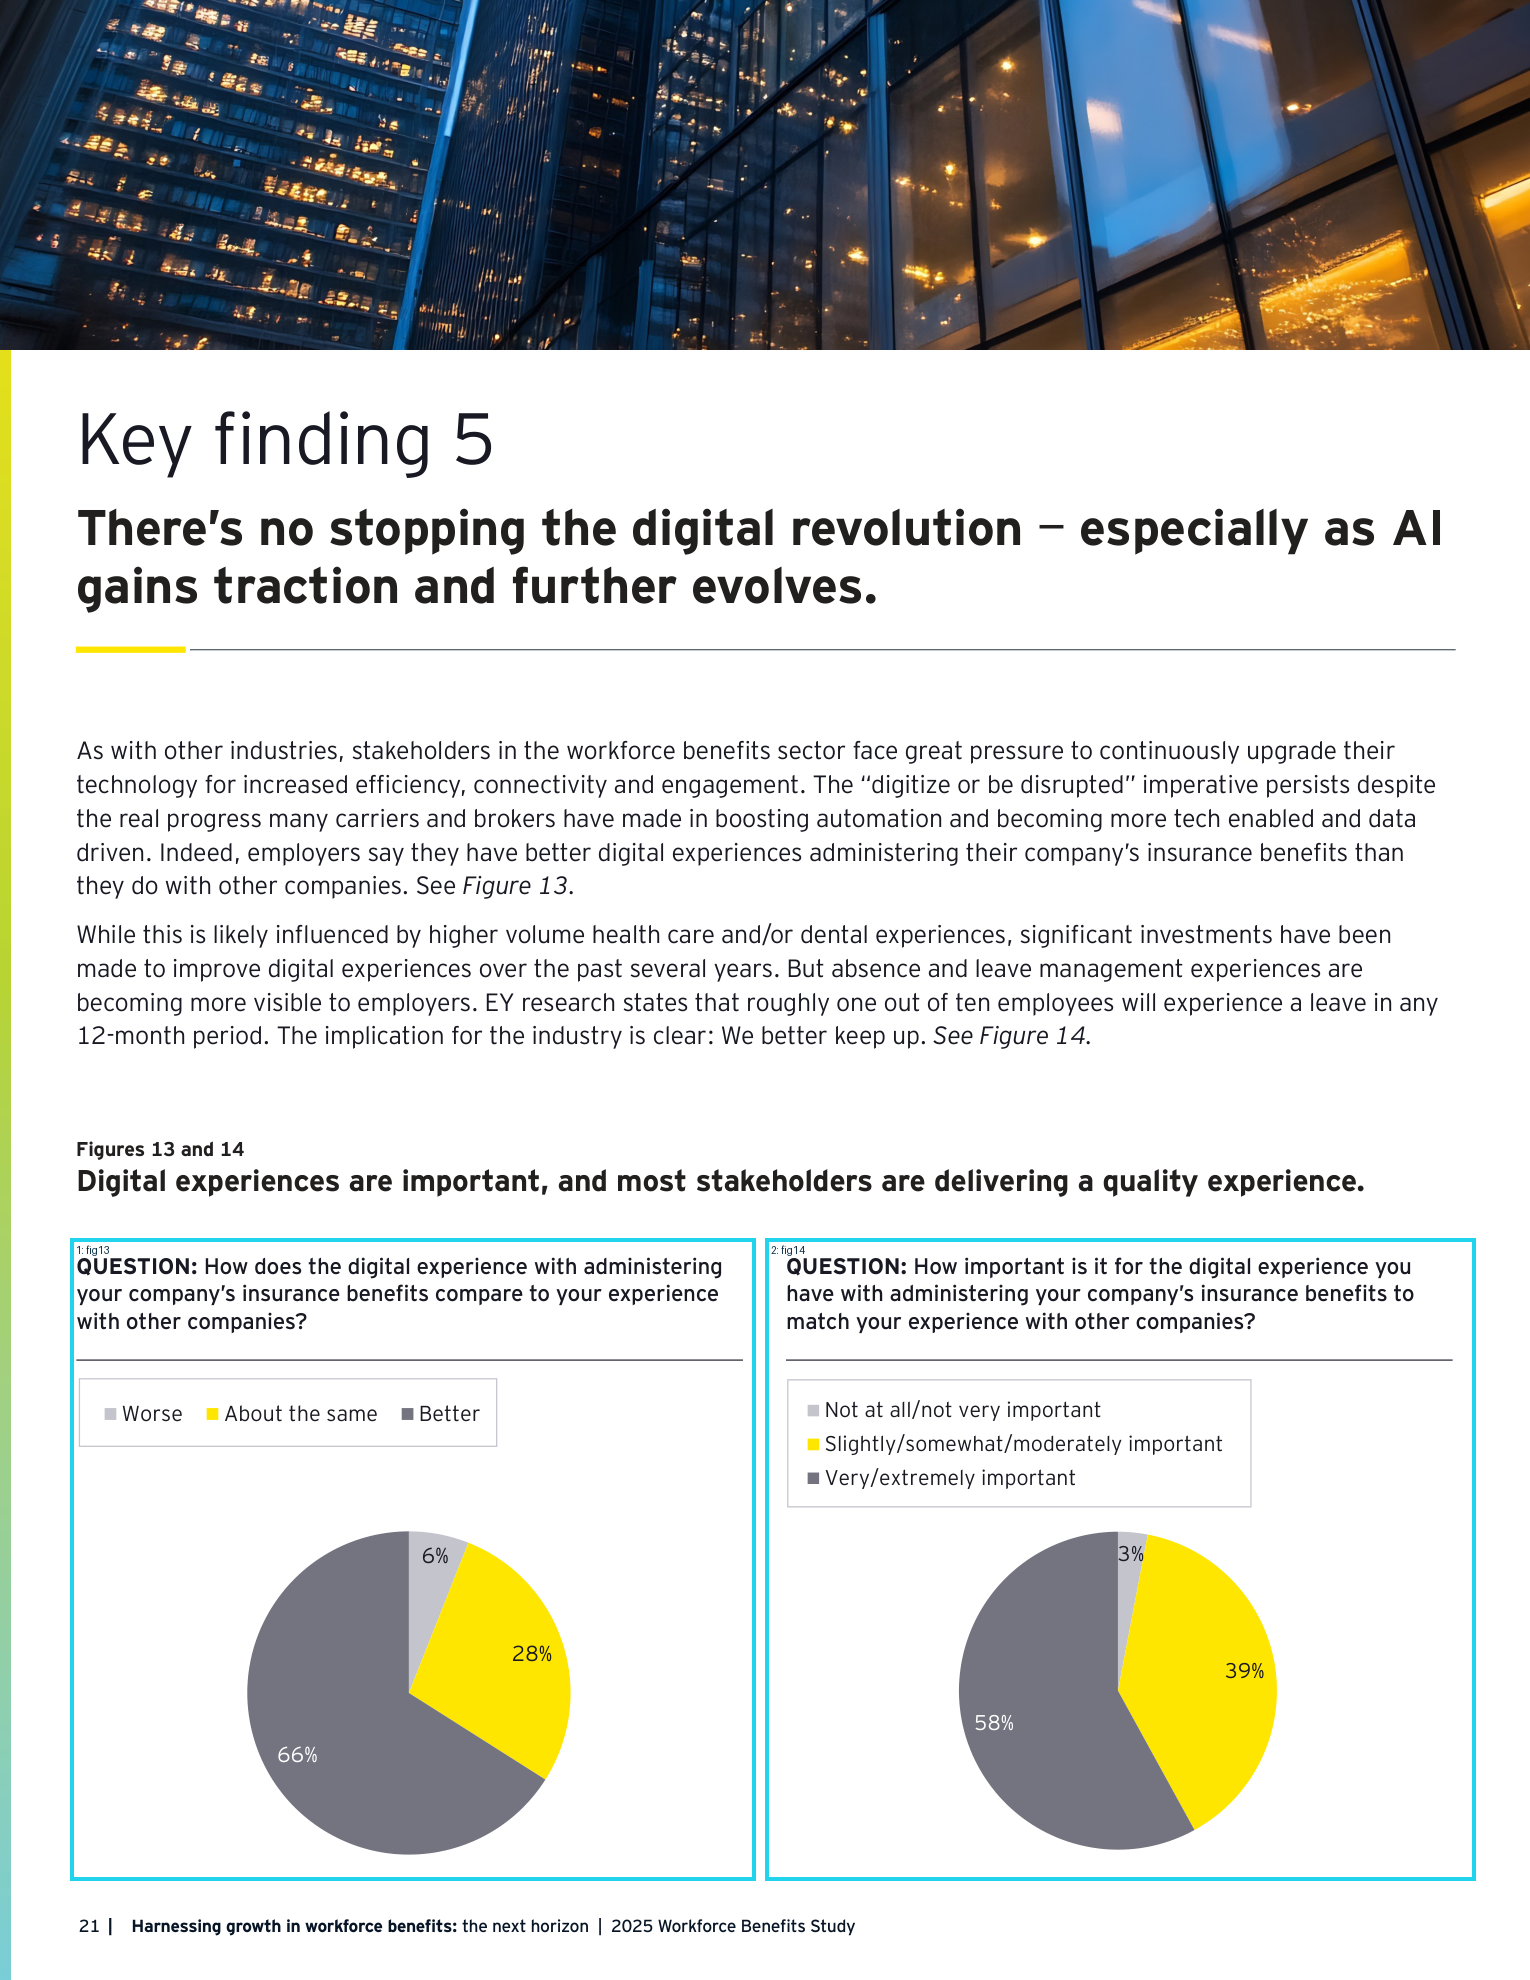 Key finding 5
There's no stopping the digital revolution – especially as AI
gains traction and further evolves.
As with other industries, stakeholders in the workforce benefits sector face great pressure to continuously upgrade their
technology for increased efficiency, connectivity and engagement. The “digitize or be disrupted” imperative persists despite
the real progress many carriers and brokers have made in boosting automation and becoming more tech enabled and data
driven. Indeed, employers say they have better digital experiences administering their company’s insurance benefits than
they do with other companies. See Figure 13.
While this is likely influenced by higher volume health care and/or dental experiences, significant investments have been
made to improve digital experiences over the past several years. But absence and leave management experiences are
becoming more visible to employers. EY research states that roughly one out of ten employees will experience a leave in any
12-month period. The implication for the industry is clear: We better keep up. See Figure 14.
Figures 13 and 14
Digital experiences are important, and most stakeholders are delivering a quality experience.
1: fig13
QUESTION: How does the digital experience with administering
your company’s insurance benefits compare to your experience
with other companies?
Worse About the same Better
6%
28%
66%
2: fig14
QUESTION: How important is it for the digital experience you
have with administering your company’s insurance benefits to
match your experience with other companies?
Not at all/not very important
Slightly/somewhat/moderately important
Very/extremely important
3%
39%
58%
21 | Harnessing growth in workforce benefits: the next horizon | 2025 Workforce Benefits Study